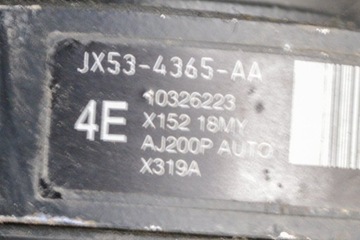 JX53-4365-AA
4E
10326223
X152 18MY
AJ200P AUTO
X319A